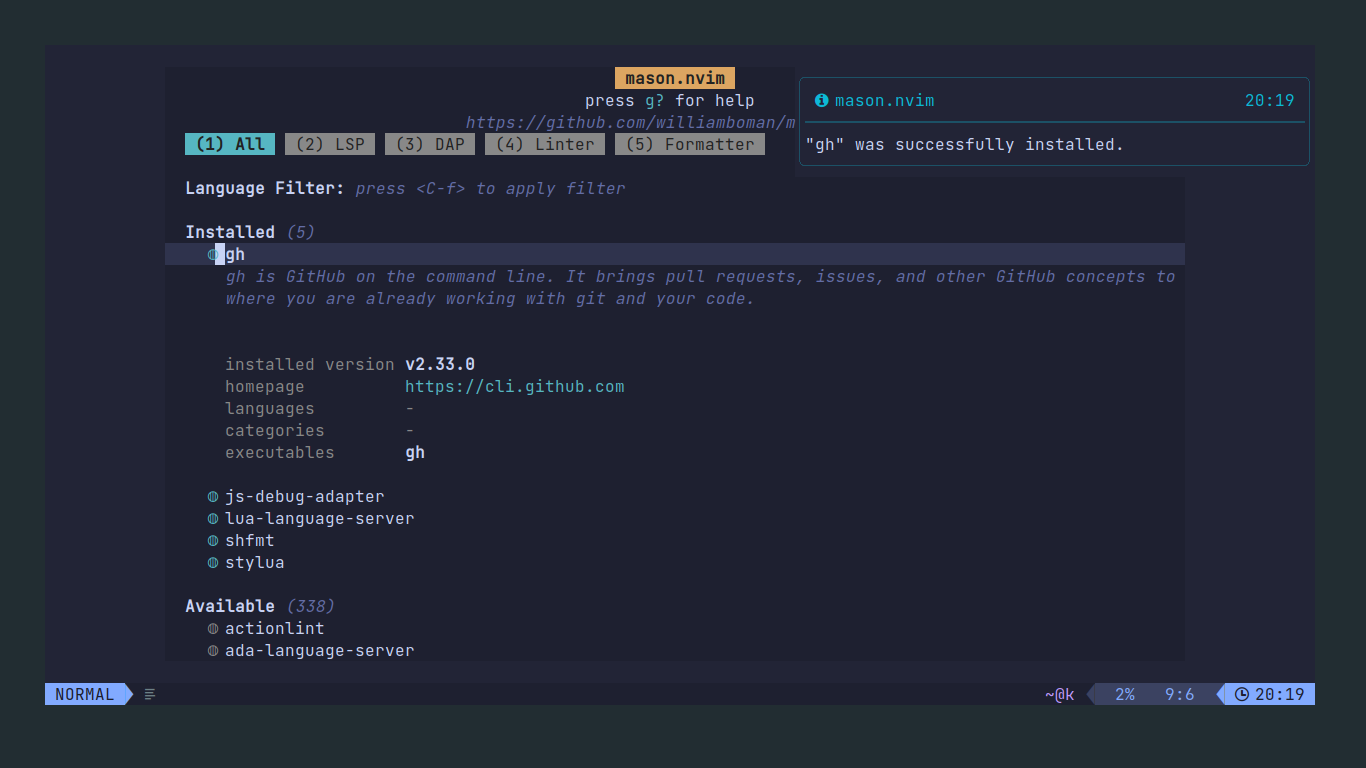 mason.nvim
press g? for help
https://github.com/williamboman/m
(1) All (2) LSP (3) DAP (4) Linter (5) Formatter
mason.nvim 20:19
"gh" was successfully installed.
Language Filter: press <C-f> to apply filter
Installed (5)
gh
gh is GitHub on the command line. It brings pull requests, issues, and other GitHub concepts to
where you are already working with git and your code.
installed version v2.33.0
homepage https://cli.github.com
languages -
categories -
executables gh
js-debug-adapter
lua-language-server
shfmt
stylua
Available (338)
actionlint
ada-language-server
NORMAL ~@k 2% 9:6 20:19